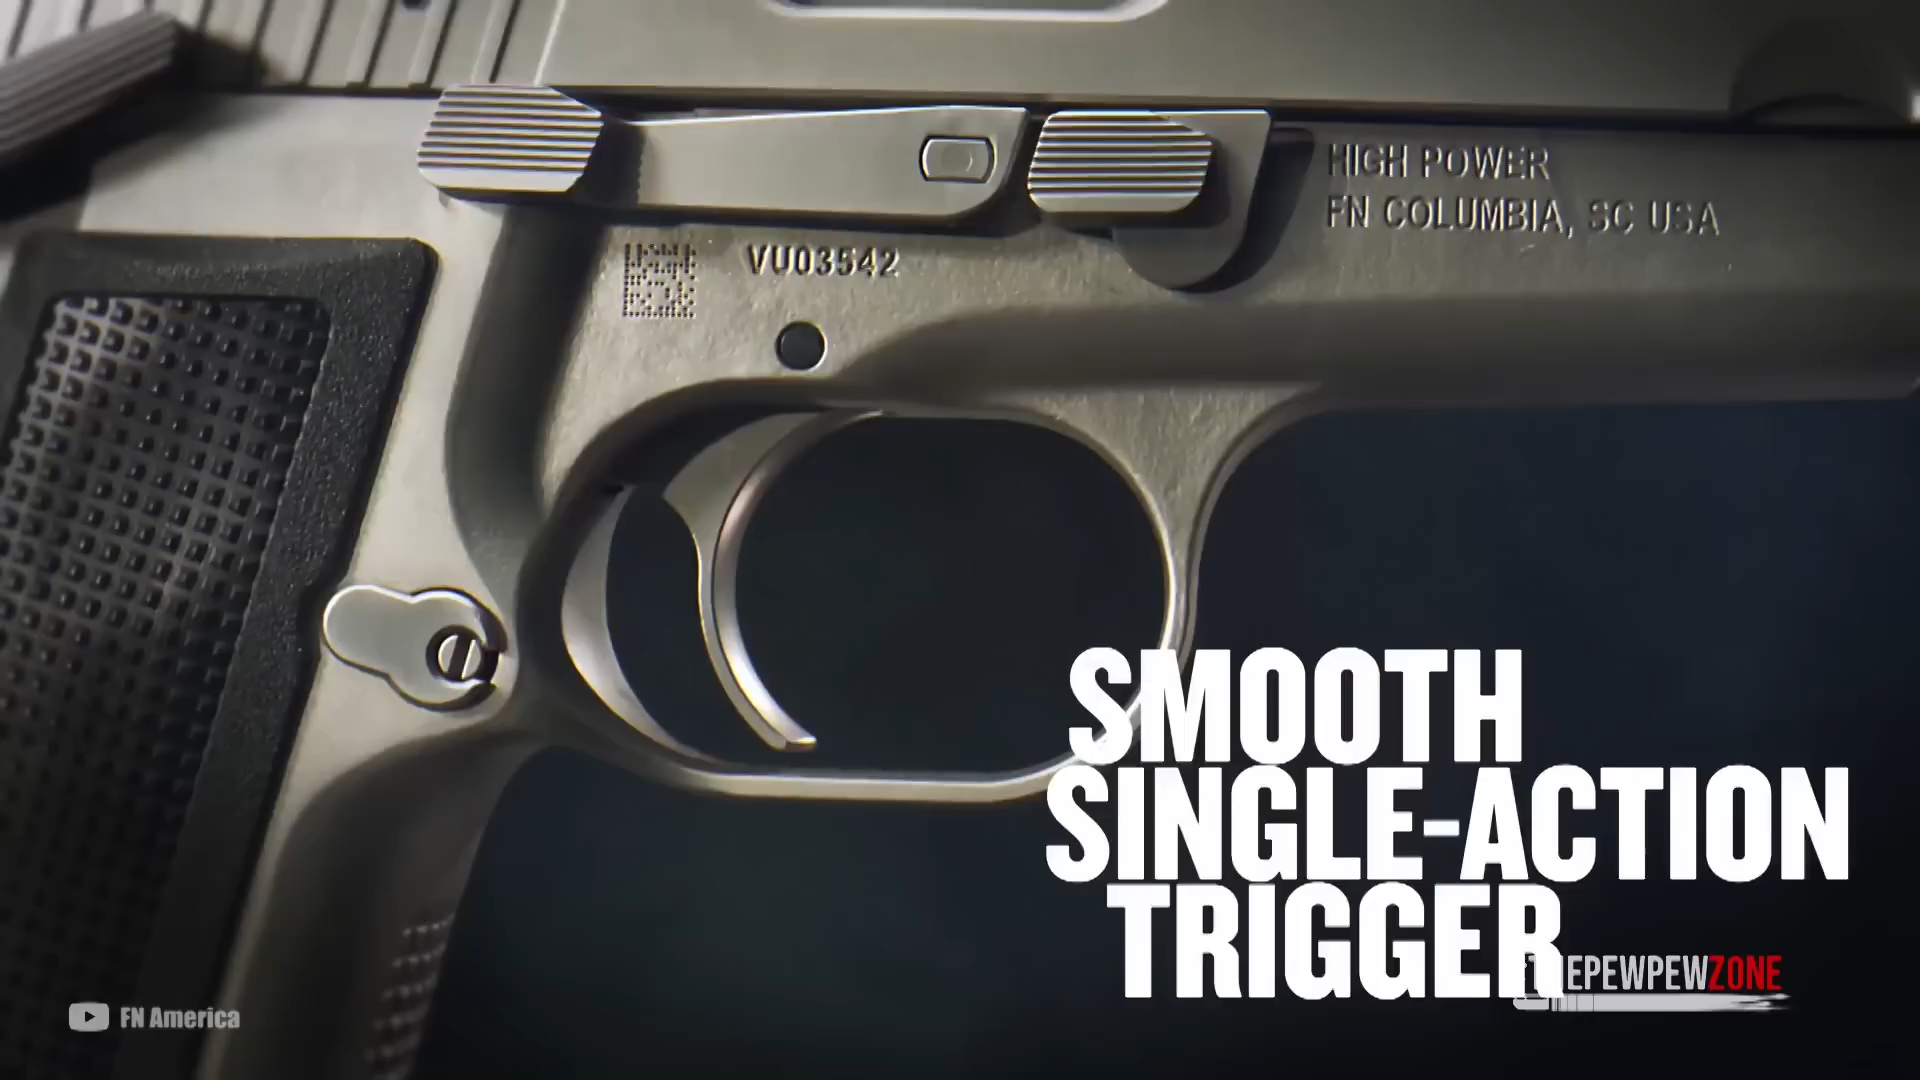 HIGH POWER
FN COLUMBIA, SC USA
VU03542
SMOOTH
SINGLE-ACTION
TRIGGER
THEPEWPEWZONE
FN America